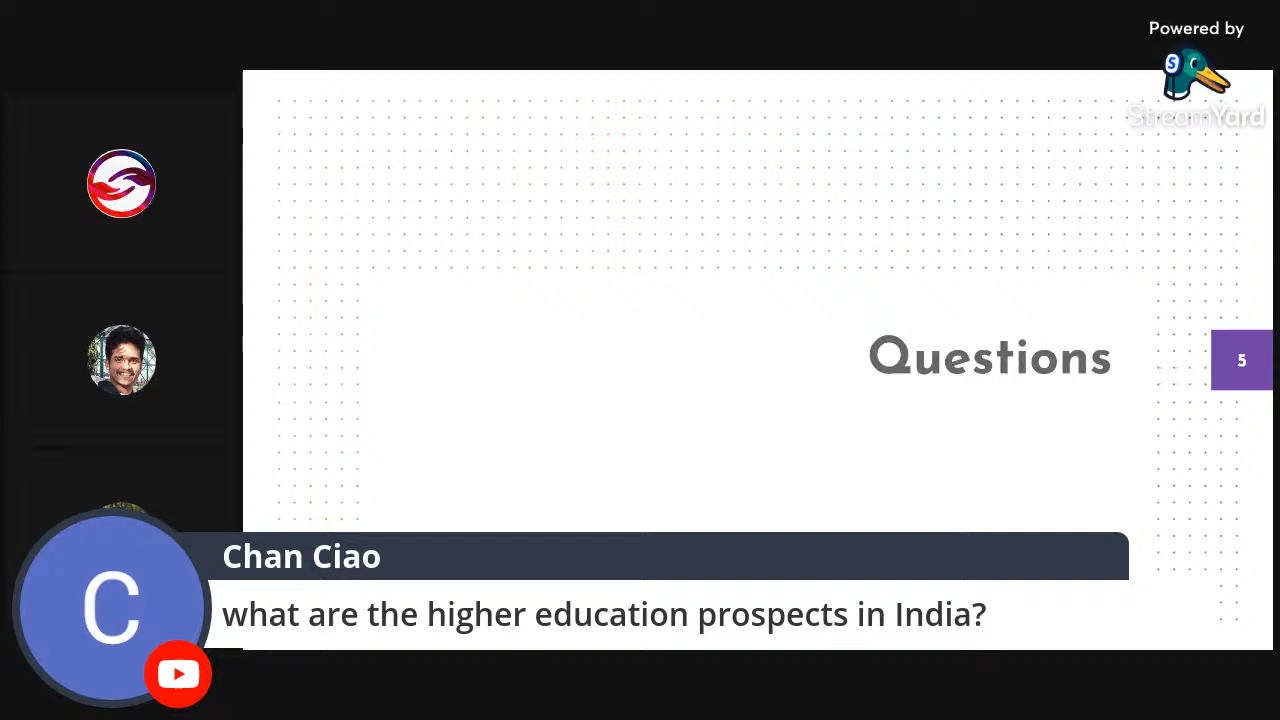 Powered by
S
StreamYard
Questions
5
C
Chan Ciao
what are the higher education prospects in India?